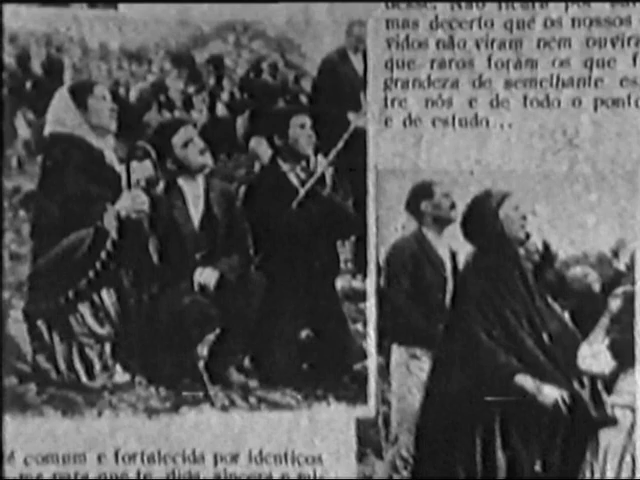 mas decerto que os nossos
vidos não viram nem ouvira
que raros foram os que f
grandeza de semelhante es
tre nós e de todo o ponto
e de estudo...
é comum e fortalecida por identicos